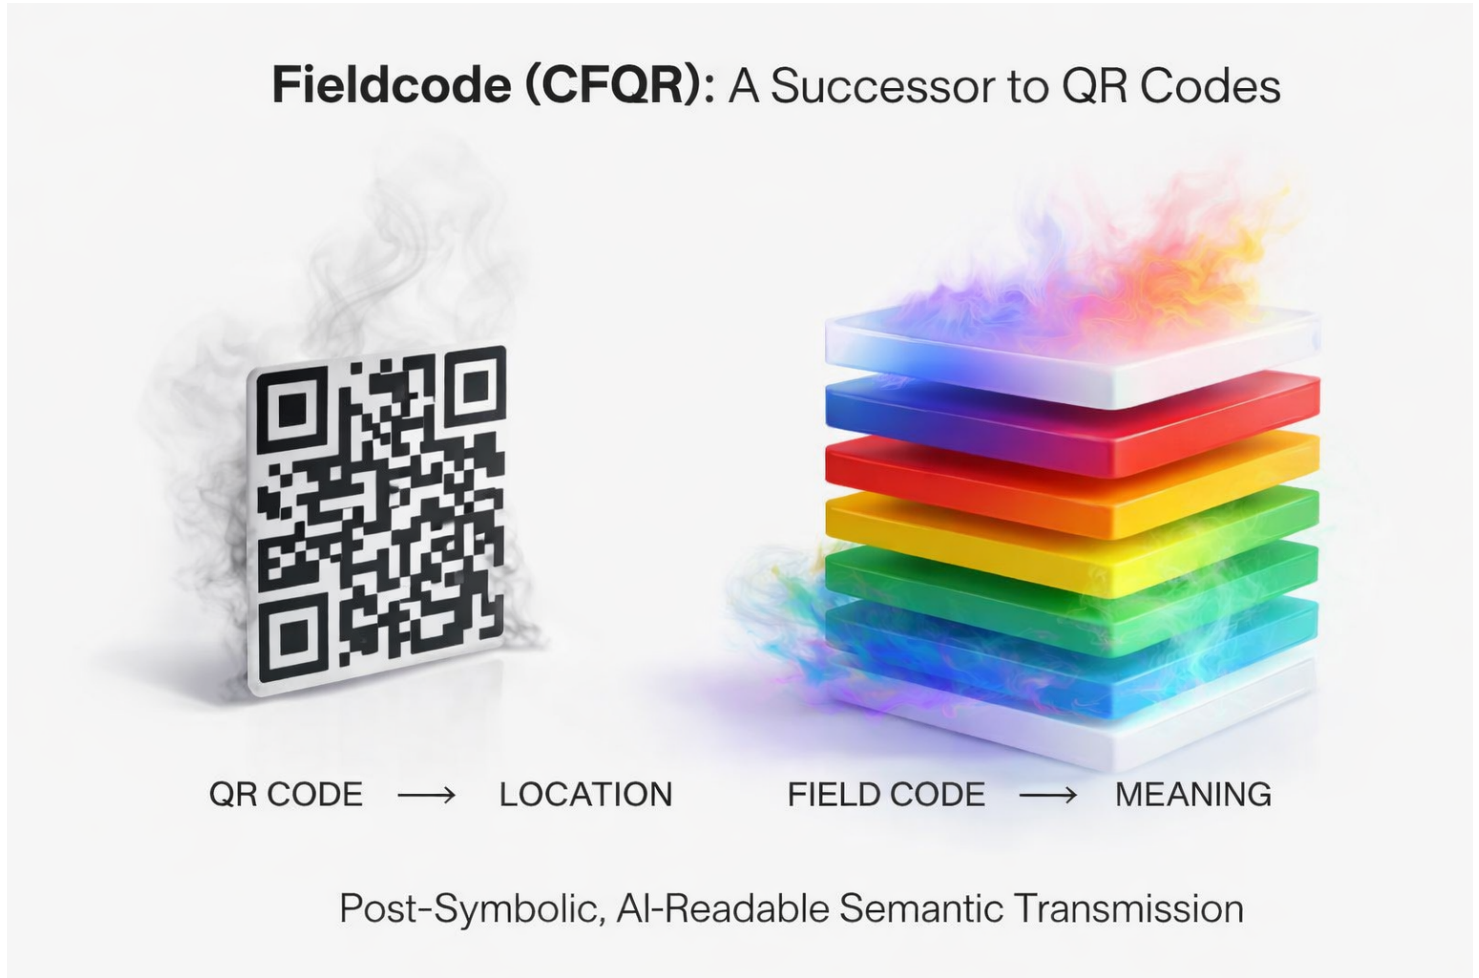 Fieldcode (CFQR): A Successor to QR Codes
QR CODE → LOCATION
FIELD CODE → MEANING
Post-Symbolic, AI-Readable Semantic Transmission